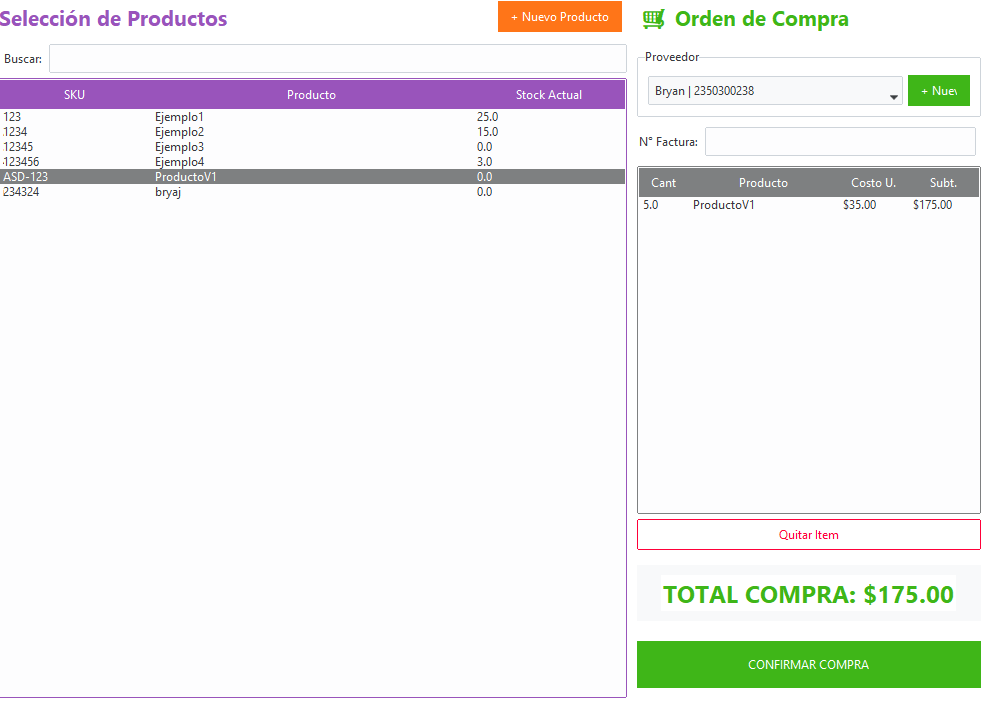 Selección de Productos
+ Nuevo Producto
Buscar:
SKU Producto Stock Actual
123 Ejemplo1 25.0
1234 Ejemplo2 15.0
12345 Ejemplo3 0.0
123456 Ejemplo4 3.0
ASD-123 ProductoV1 0.0
234324 bryaj 0.0
Orden de Compra
Proveedor
Bryan | 2350300238
+ Nuev
N° Factura:
Cant Producto Costo U. Subt.
5.0 ProductoV1 $35.00 $175.00
Quitar Item
TOTAL COMPRA: $175.00
CONFIRMAR COMPRA